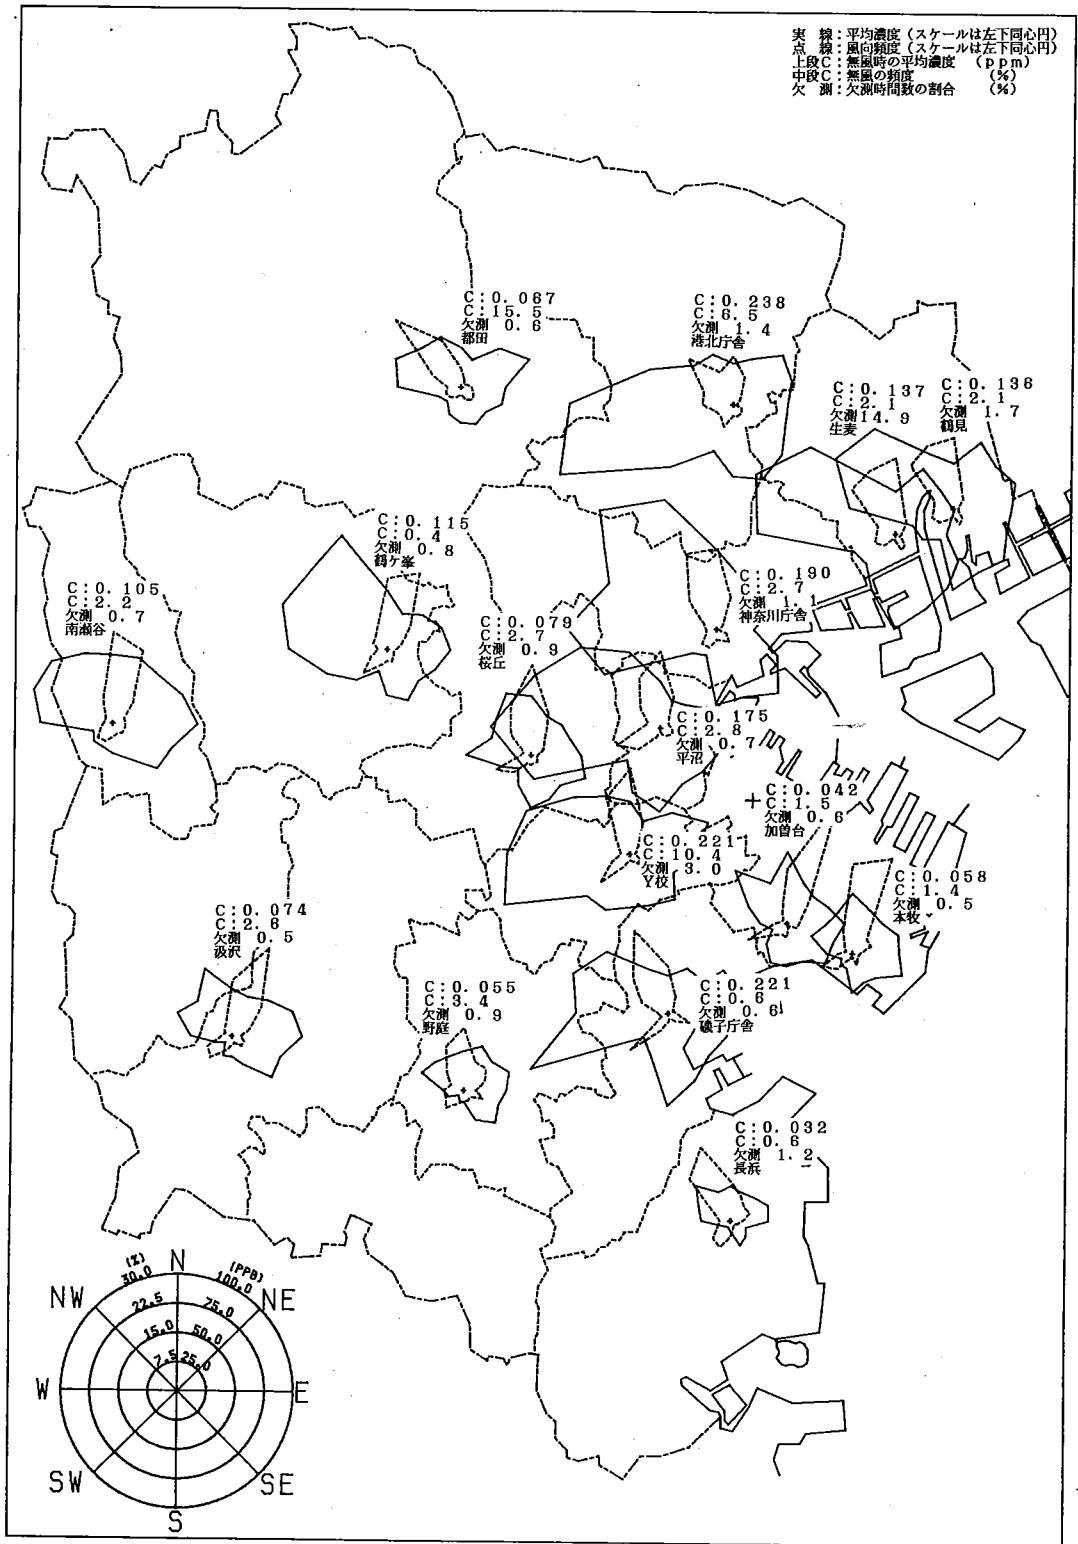 実 線：平均濃度（スケールは左下同心円）
点 線：風向頻度（スケールは左下同心円）
上段C：無風時の平均濃度 （ppm）
中段C：無風の頻度 （％）
欠 測：欠測時間数の割合 （％）
C：0．067
C：15．5
欠測 0．6
都田
C：0．238
C：6．5
欠測 1．4
港北庁舎
C：0．137
C：2．1
欠測14．9
生麦
C：0．136
C：2．1
欠測 1．7
鶴見
C：0．115
C：0．4
欠測 0．8
鶴ケ峯
C：0．105
C：2．2
欠測 0．7
南瀬谷
C：0．190
C：2．7
欠測 1．1
神奈川庁舎
C：0．079
C：2．7
欠測 0．9
桜丘
C：0．175
C：2．8
欠測 0．7
平沼
C：0．042
C：1．5
欠測 0．6
加曽台
C：0．221
C：10．4
欠測 3．0
Y校
C：0．058
C：1．4
欠測 0．5
本牧
C：0．074
C：2．6
欠測 0．5
汲沢
C：0．055
C：3．4
欠測 0．9
野庭
C：0．221
C：0．6
欠測 0．6
磯子庁舎
C：0．032
C：0．6
欠測 1．2
長浜
(%) N (PPB)
30.0 100.0
NW NE
22.5 75.0
15.0 50.0
7.5 25.0
W E
SW SE
S